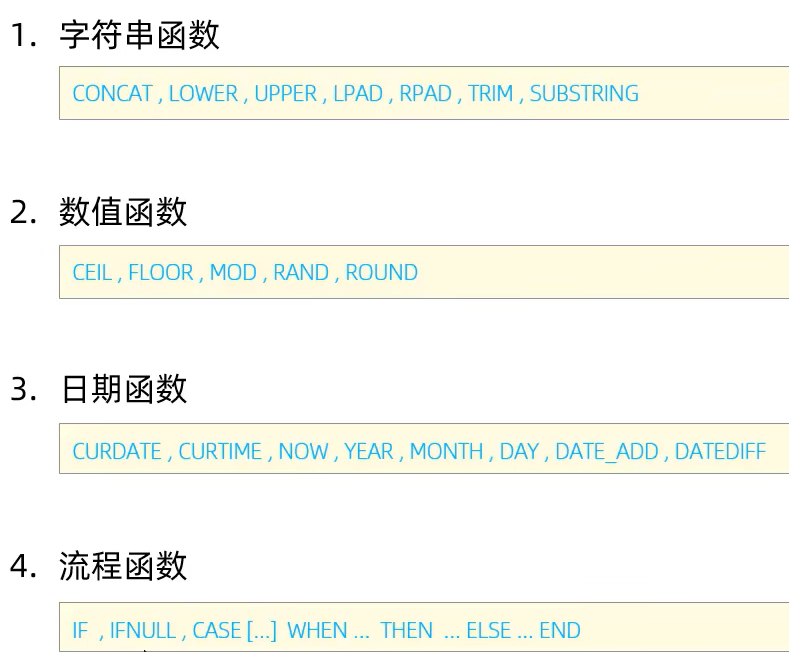 1. 字符串函数
CONCAT , LOWER , UPPER , LPAD , RPAD , TRIM , SUBSTRING
2. 数值函数
CEIL , FLOOR , MOD , RAND , ROUND
3. 日期函数
CURDATE , CURTIME , NOW , YEAR , MONTH , DAY , DATE_ADD , DATEDIFF
4. 流程函数
IF , IFNULL , CASE [...] WHEN ... THEN ... ELSE ... END